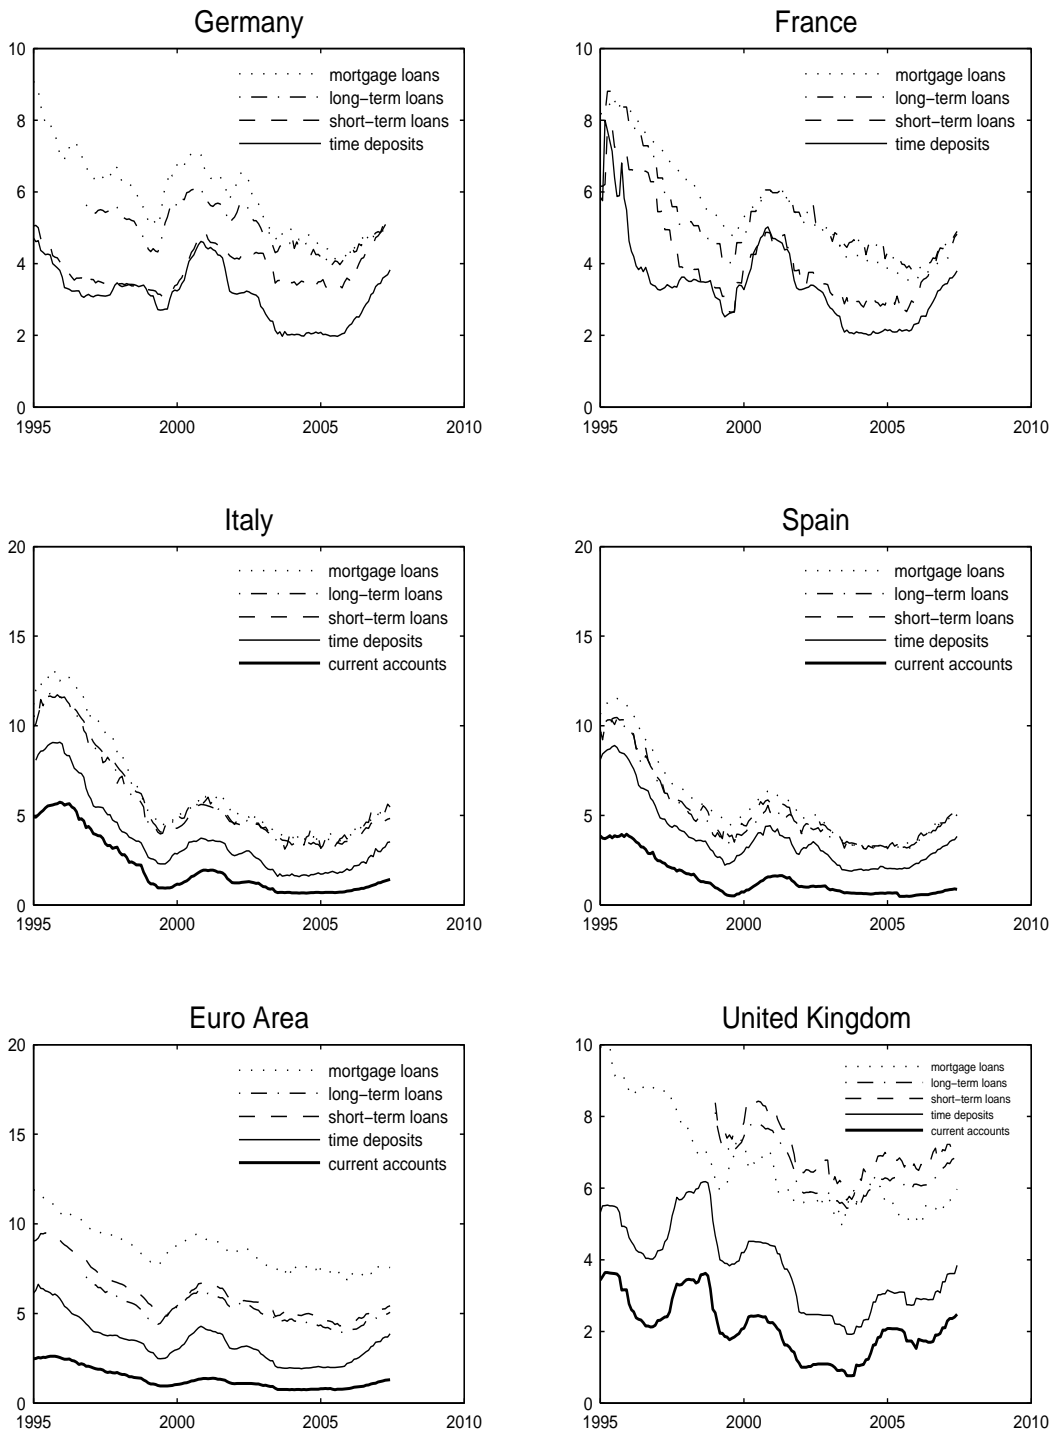 Germany
10
8
6
4
2
0
1995 2000 2005 2010
mortgage loans
long−term loans
short−term loans
time deposits
France
10
8
6
4
2
0
1995 2000 2005 2010
mortgage loans
long−term loans
short−term loans
time deposits
Italy
20
15
10
5
0
1995 2000 2005 2010
mortgage loans
long−term loans
short−term loans
time deposits
current accounts
Spain
20
15
10
5
0
1995 2000 2005 2010
mortgage loans
long−term loans
short−term loans
time deposits
current accounts
Euro Area
20
15
10
5
0
1995 2000 2005 2010
mortgage loans
long−term loans
short−term loans
time deposits
current accounts
United Kingdom
10
8
6
4
2
0
1995 2000 2005 2010
mortgage loans
long−term loans
short−term loans
time deposits
current accounts